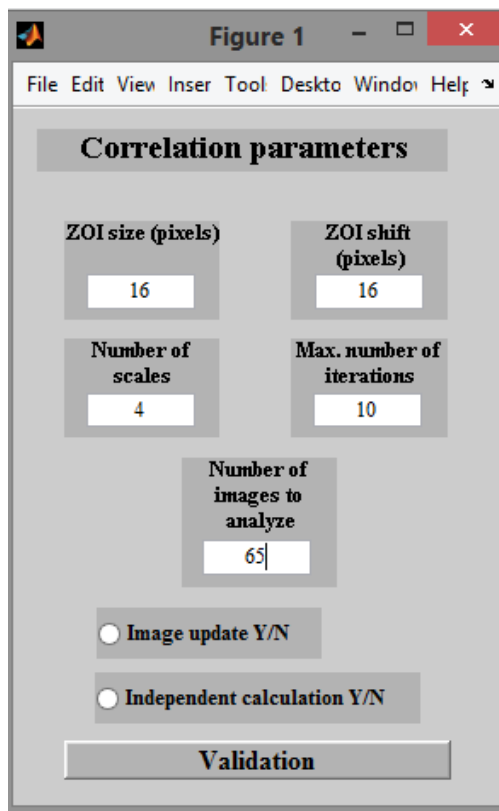 Figure 1
File Edit View Inser Tool: Deskto Window Help
Correlation parameters
ZOI size (pixels)
16
ZOI shift
(pixels)
16
Number of
scales
4
Max. number of
iterations
10
Number of
images to
analyze
65
Image update Y/N
Independent calculation Y/N
Validation